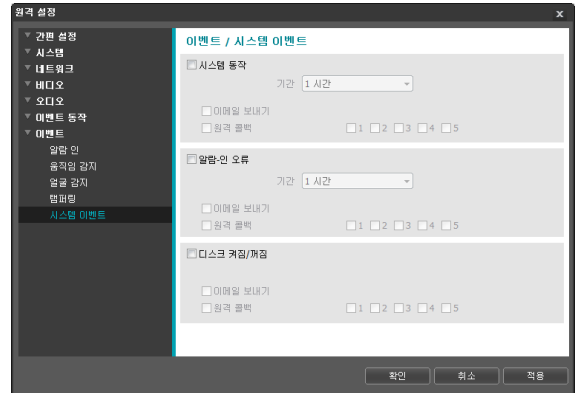 원격 설정
x
간편 설정
시스템
네트워크
비디오
오디오
이벤트 동작
이벤트
알람 인
움직임 감지
얼굴 감지
탬퍼링
시스템 이벤트
이벤트 / 시스템 이벤트
시스템 동작
기간 1 시간
이메일 보내기
원격 콜백 1 2 3 4 5
알람-인 오류
기간 1 시간
이메일 보내기
원격 콜백 1 2 3 4 5
디스크 켜짐/꺼짐
이메일 보내기
원격 콜백 1 2 3 4 5
확인 취소 적용